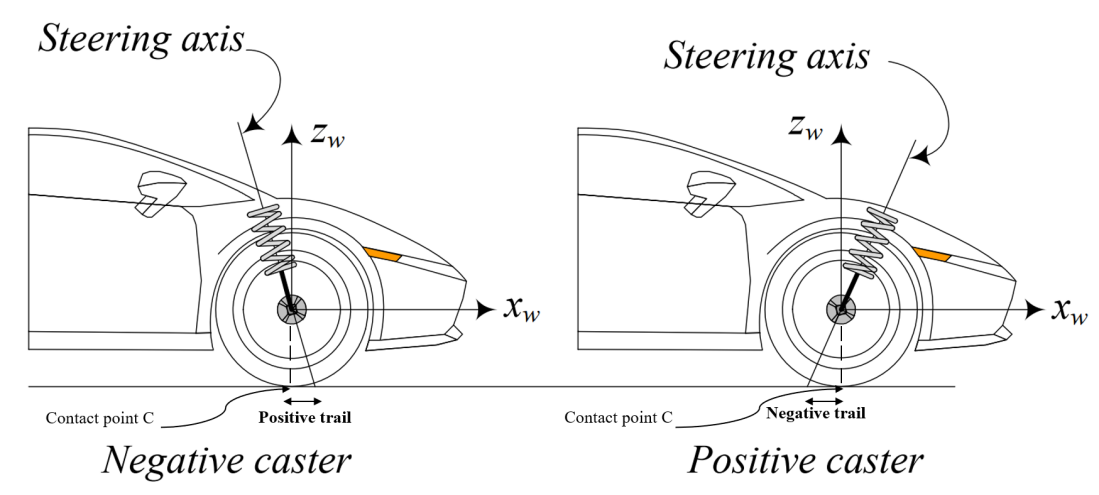 Steering axis
z_w
x_w
Contact point C
Positive trail
Negative caster
Steering axis
z_w
x_w
Contact point C
Negative trail
Positive caster